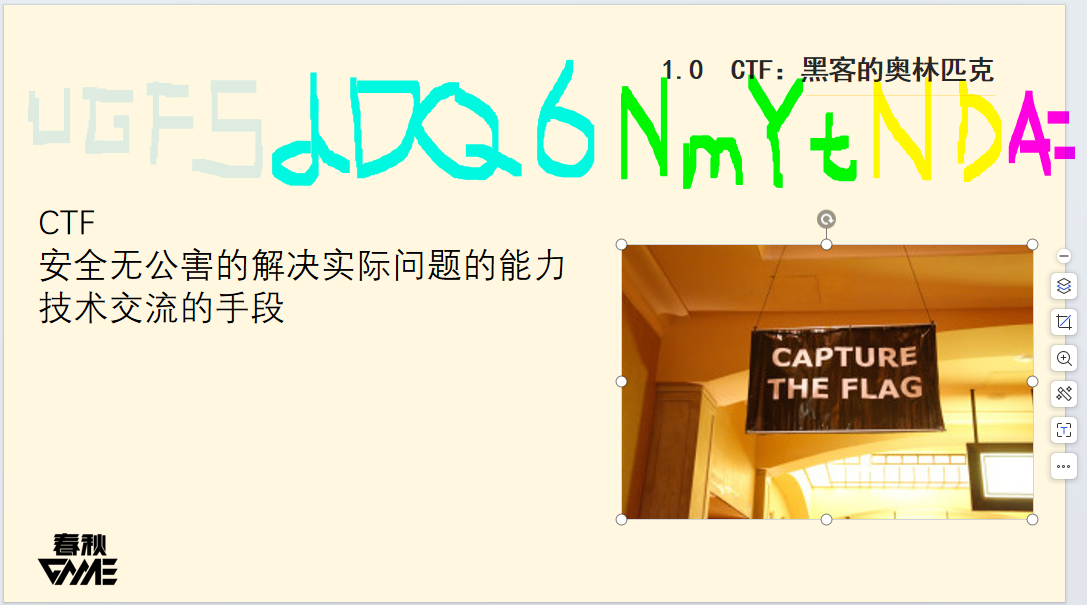 1.0 CTF：黑客的奥林匹克
UGFSdDQ6NmYtNDA=
CTF
安全无公害的解决实际问题的能力
技术交流的手段
CAPTURE
THE FLAG
春秋
GAME